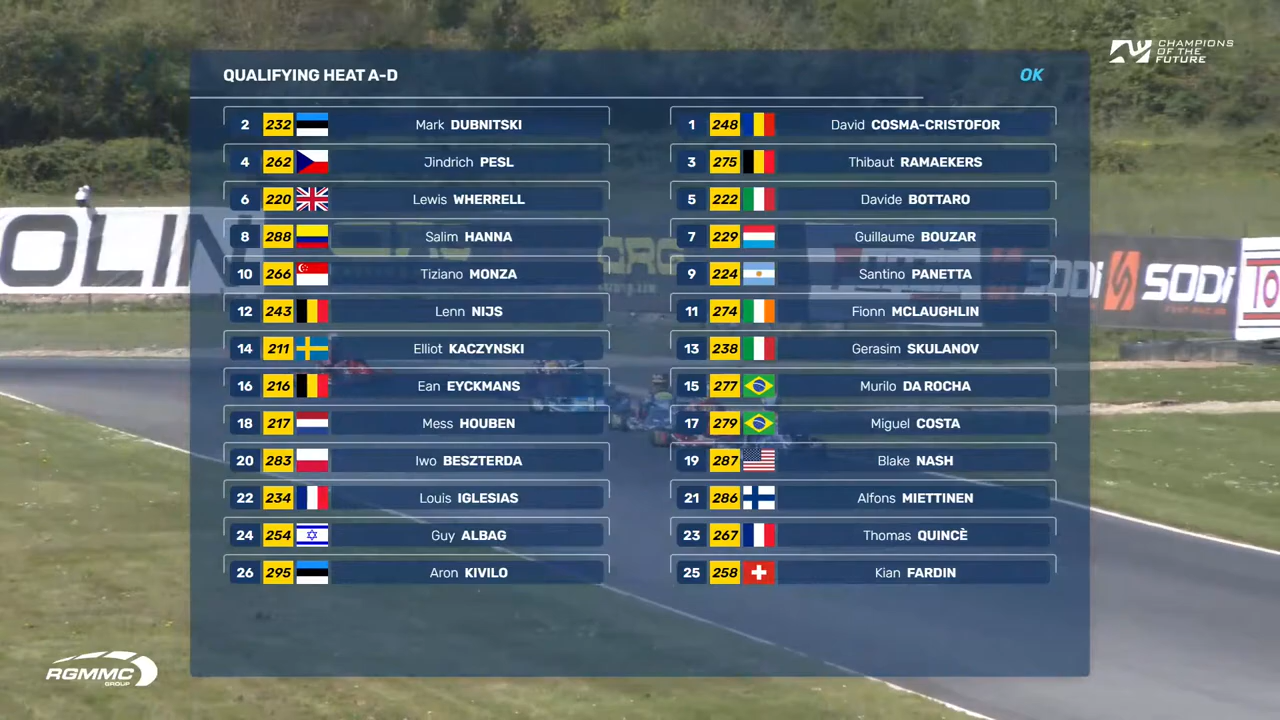 CHAMPIONS
OF THE
FUTURE
QUALIFYING HEAT A-D
OK
2 232 Mark DUBNITSKI
1 248 David COSMA-CRISTOFOR
4 262 Jindrich PESL
3 275 Thibaut RAMAEKERS
6 220 Lewis WHERRELL
5 222 Davide BOTTARO
8 288 Salim HANNA
7 229 Guillaume BOUZAR
10 266 Tiziano MONZA
9 224 Santino PANETTA
12 243 Lenn NIJS
11 274 Fionn MCLAUGHLIN
14 211 Elliot KACZYNSKI
13 238 Gerasim SKULANOV
16 216 Ean EYCKMANS
15 277 Murilo DA ROCHA
18 217 Mess HOUBEN
17 279 Miguel COSTA
20 283 Iwo BESZTERDA
19 287 Blake NASH
22 234 Louis IGLESIAS
21 286 Alfons MIETTINEN
24 254 Guy ALBAG
23 267 Thomas QUINCÈ
26 295 Aron KIVILO
25 258 Kian FARDIN
OLIN
CRG
SODI
SODI
RGMMC
GROUP